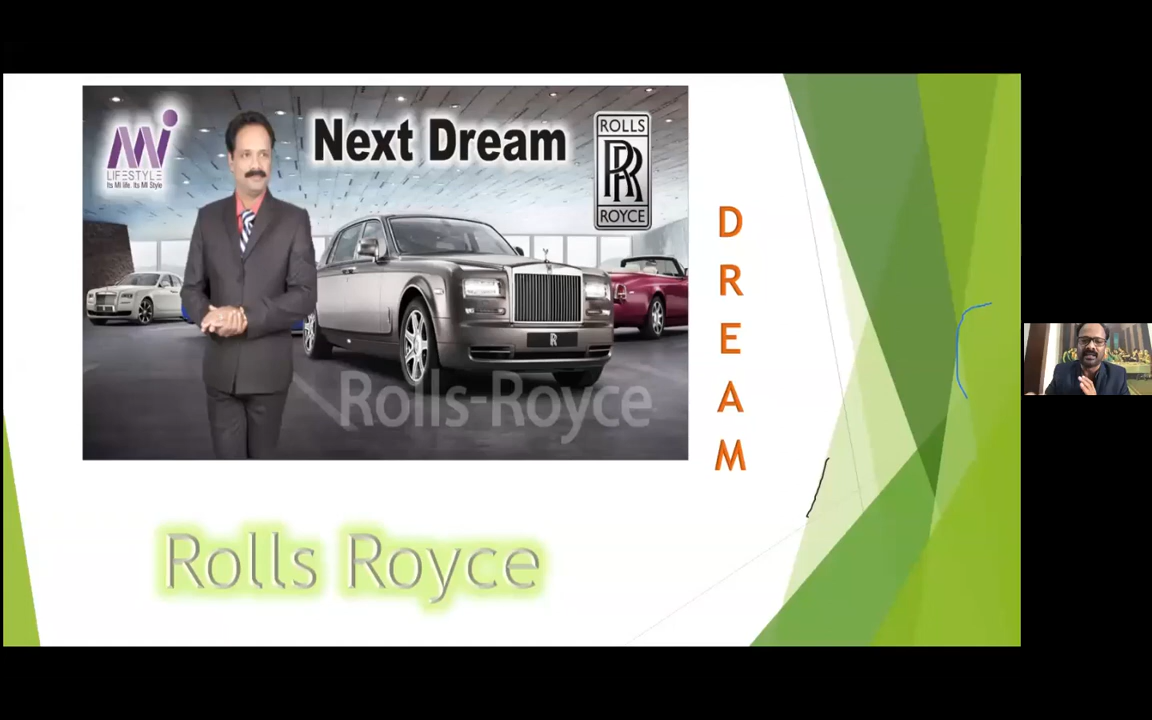 Mi
LIFESTYLE
Its Mi life. Its Mi Style
Next Dream
ROLLS
RR
ROYCE
Rolls-Royce
D
R
E
A
M
Rolls Royce